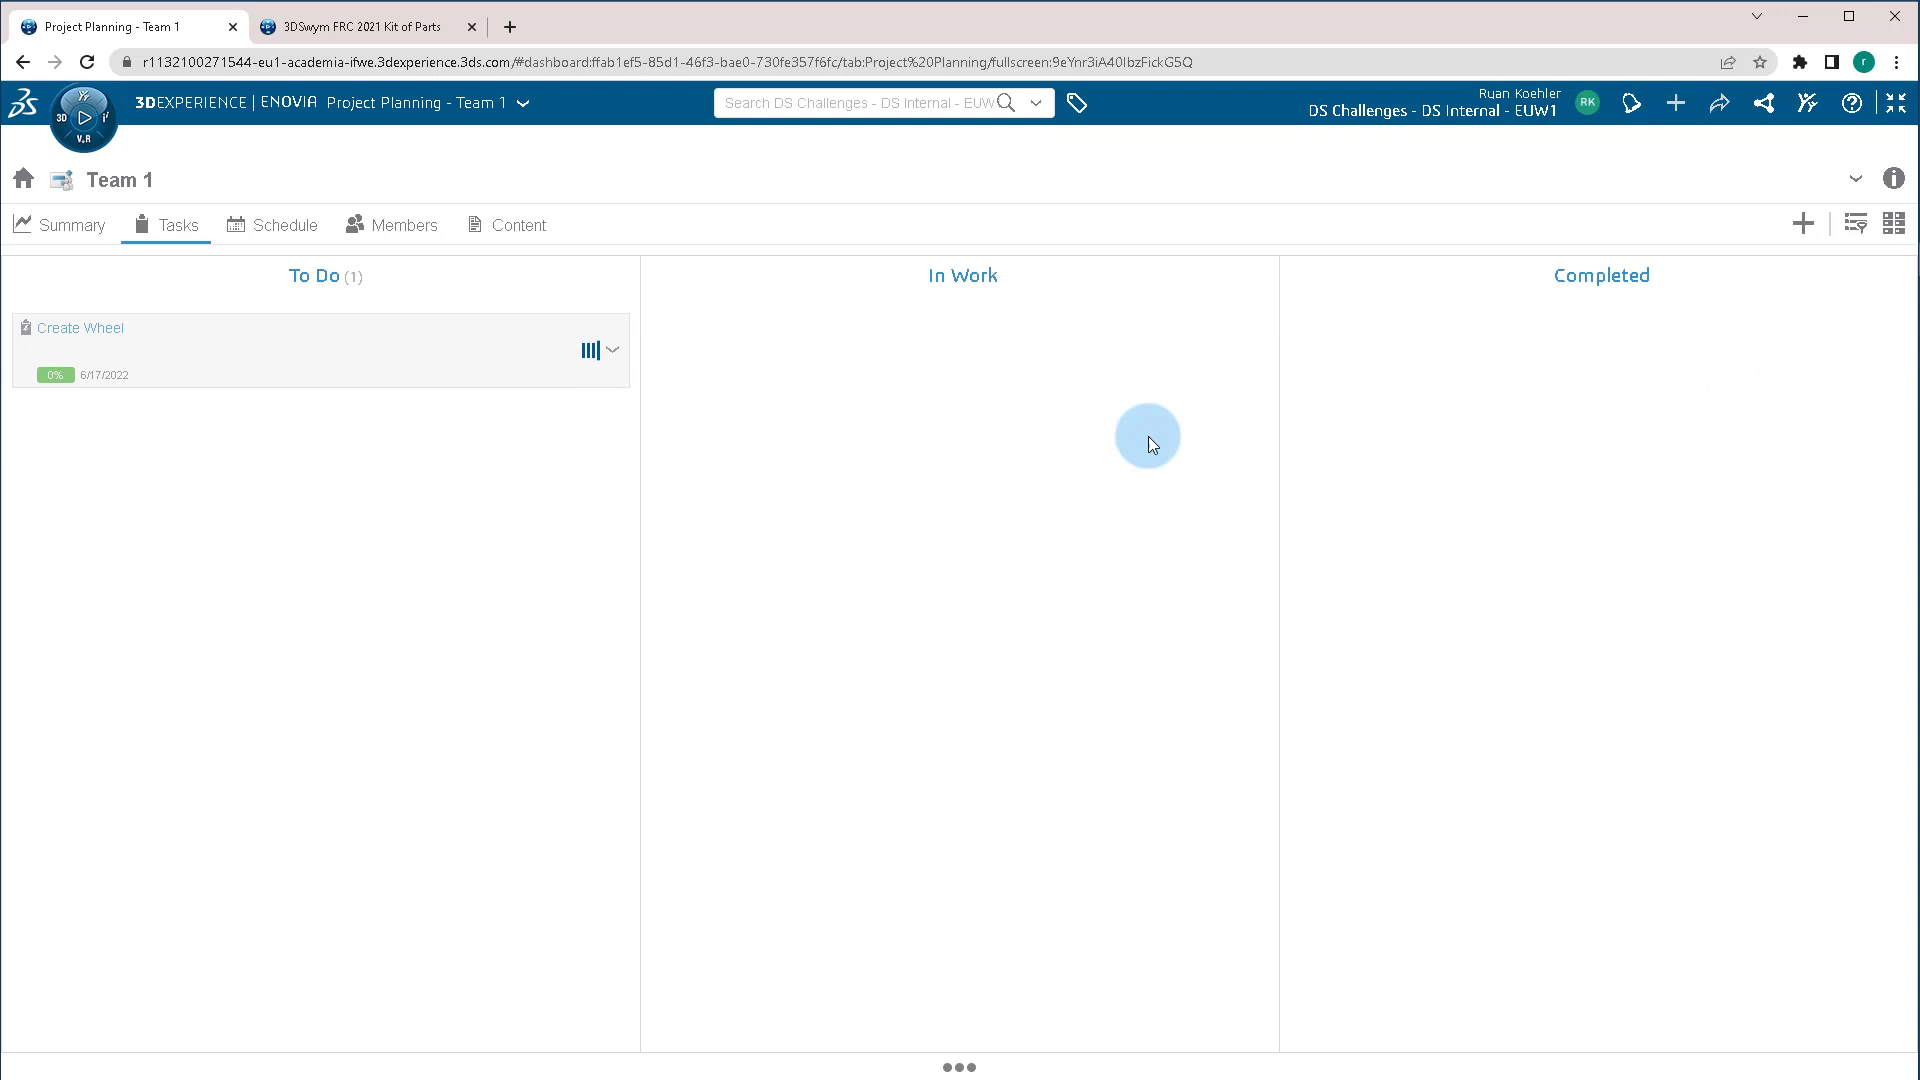 Project Planning - Team 1
3DSwym FRC 2021 Kit of Parts
r1132100271544-eu1-academia-ifwe.3dexperience.3ds.com/#dashboard:ffab1ef5-85d1-46f3-bae0-730fe357f6fc/tab:Project%20Planning/fullscreen:9eYnr3iA40IbzFickG5Q
r
3D
V.R
3DEXPERIENCE | ENOVIA Project Planning - Team 1
Search DS Challenges - DS Internal - EUW
Ryan Koehler
DS Challenges - DS Internal - EUW1
RK
Team 1
Summary
Tasks
Schedule
Members
Content
To Do (1)
In Work
Completed
Create Wheel
0% 6/17/2022